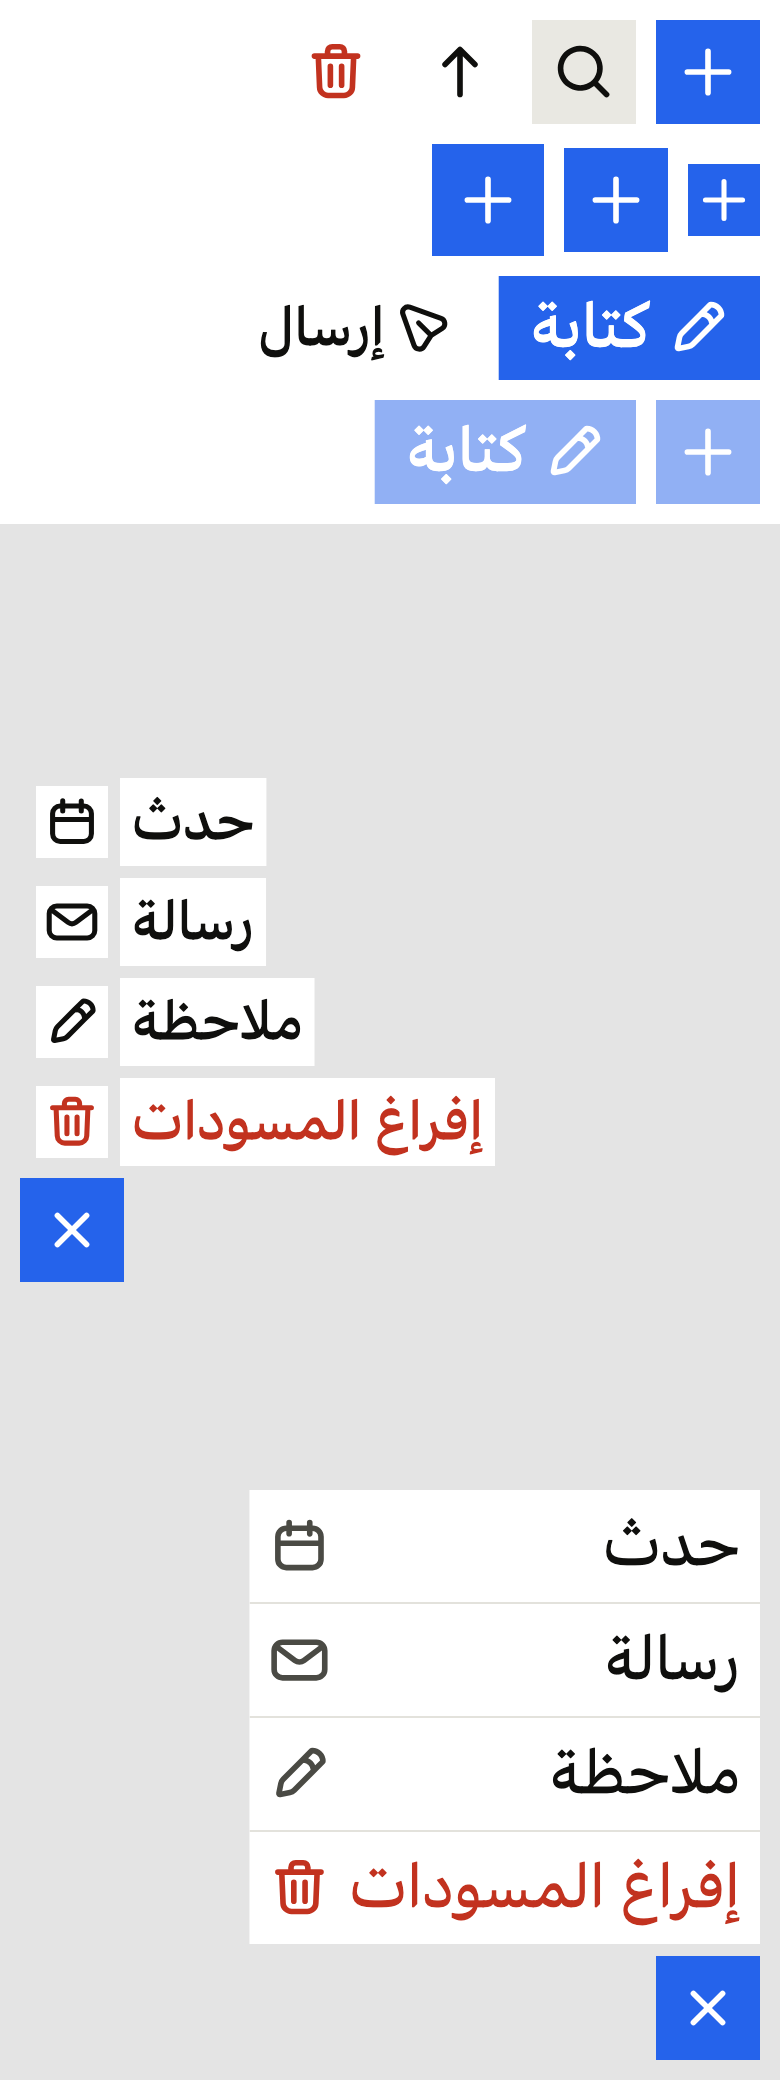 كتابة إرسال
كتابة
حدث
رسالة
ملاحظة
إفراغ المسودات
حدث
رسالة
ملاحظة
إفراغ المسودات